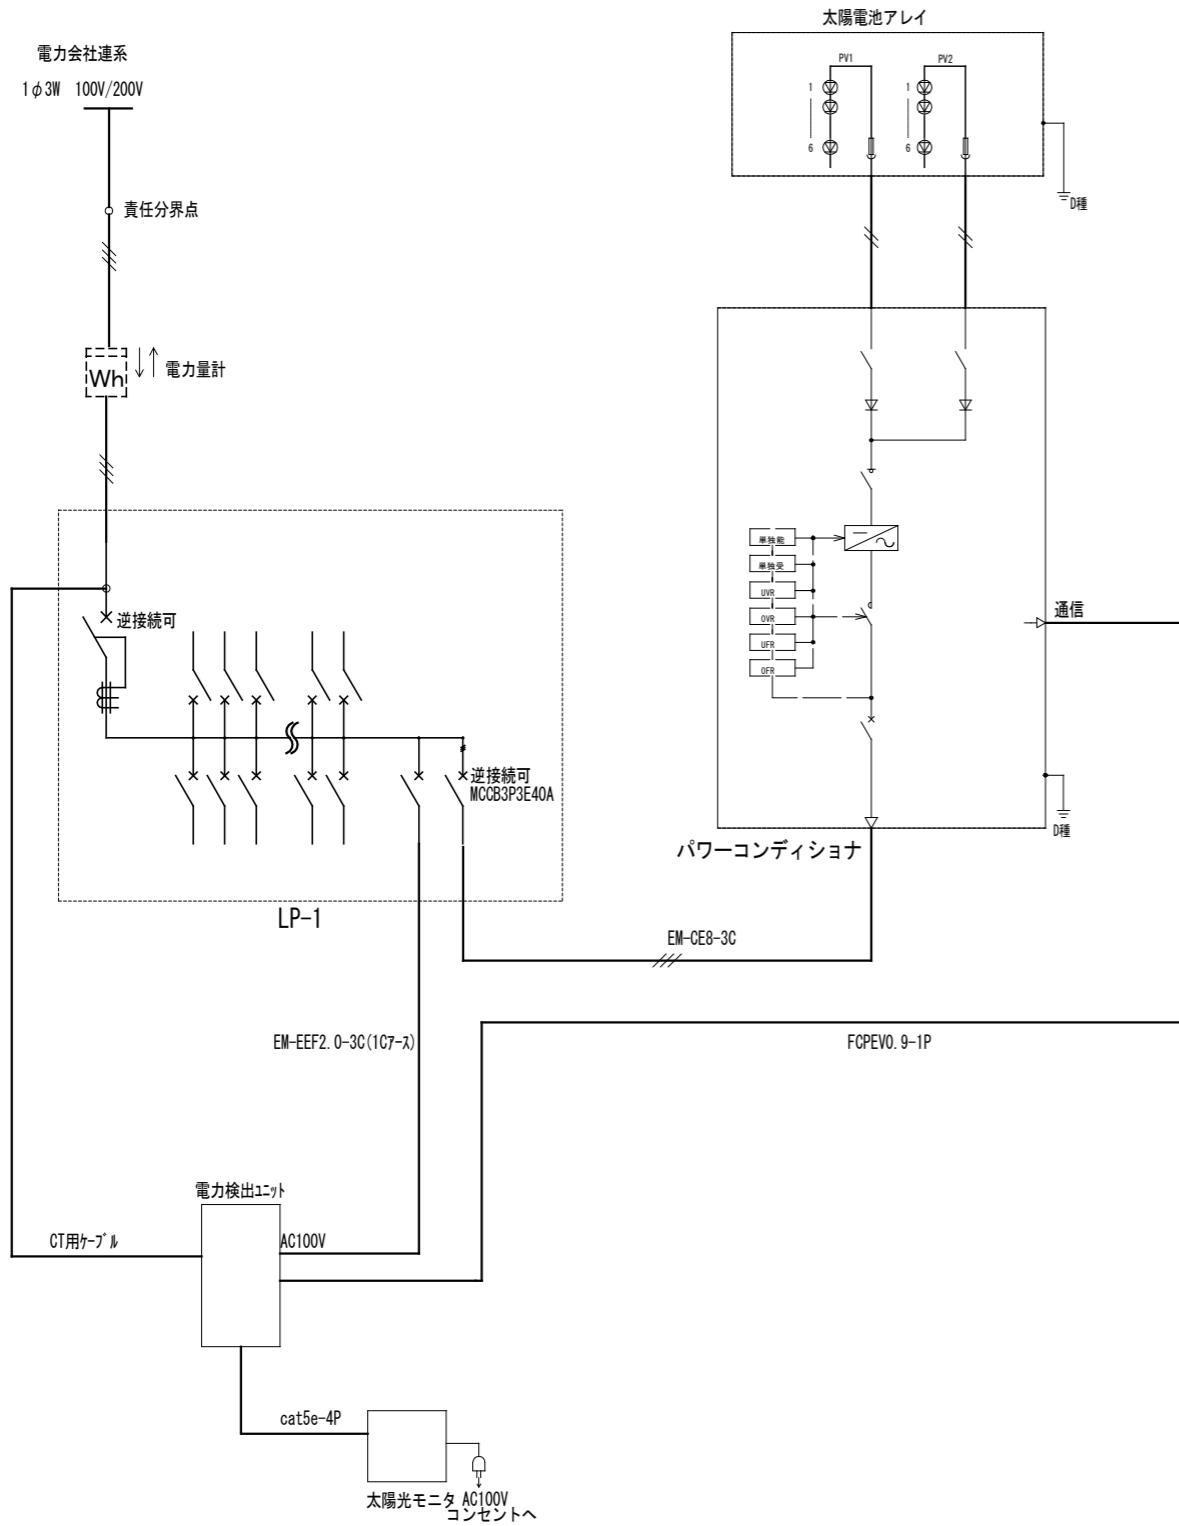 太陽電池アレイ
電力会社連系
1φ3W 100V/200V
PV1
PV2
1
1
6
6
D種
責任分界点
Wh
電力量計
単独能
単独受
UVR
OVR
UFR
OFR
通信
逆接続可
逆接続可
MCCB3P3E40A
D種
パワーコンディショナ
LP-1
EM-CE8-3C
EM-EEF2.0-3C(1Cｱｰｽ)
FCPEV0.9-1P
電力検出ﾕﾆｯﾄ
CT用ｹｰﾌﾞﾙ
AC100V
cat5e-4P
太陽光モニタ
AC100V
コンセントへ